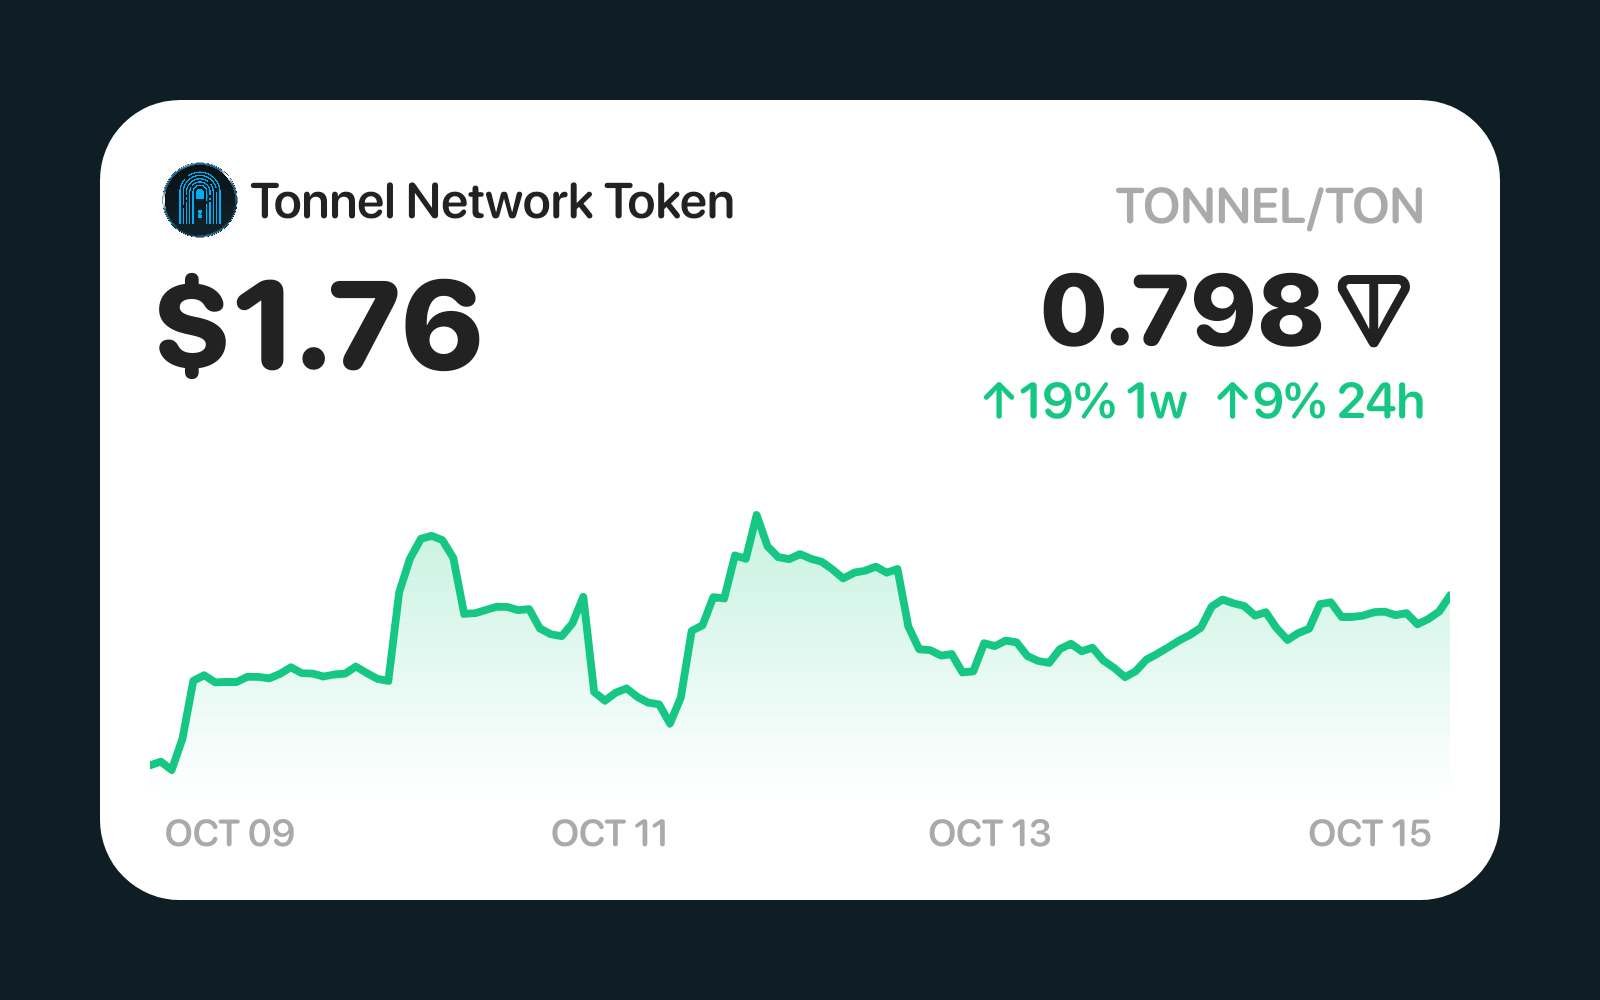 Tonnel Network Token
TONNEL/TON
$1.76
0.798
↑19% 1w ↑9% 24h
OCT 09 OCT 11 OCT 13 OCT 15